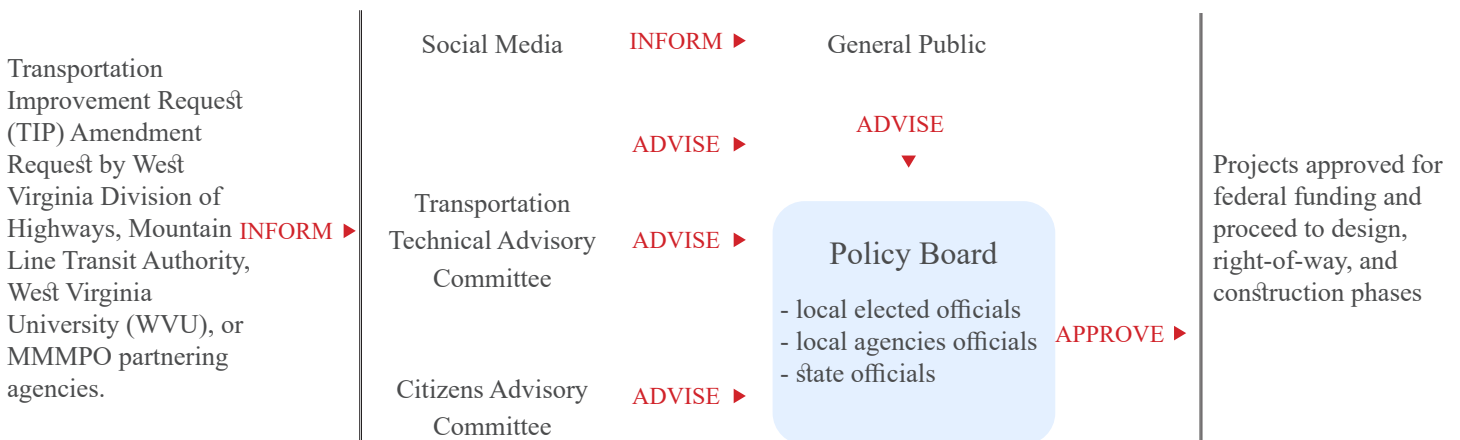 Transportation
Improvement Request
(TIP) Amendment
Request by West
Virginia Division of
Highways, Mountain
Line Transit Authority,
West Virginia
University (WVU), or
MMMPO partnering
agencies.
INFORM
Social Media
INFORM
General Public
ADVISE
ADVISE
Transportation
Technical Advisory
Committee
ADVISE
Citizens Advisory
Committee
ADVISE
Policy Board
- local elected officials
- local agencies officials
- state officials
APPROVE
Projects approved for
federal funding and
proceed to design,
right-of-way, and
construction phases